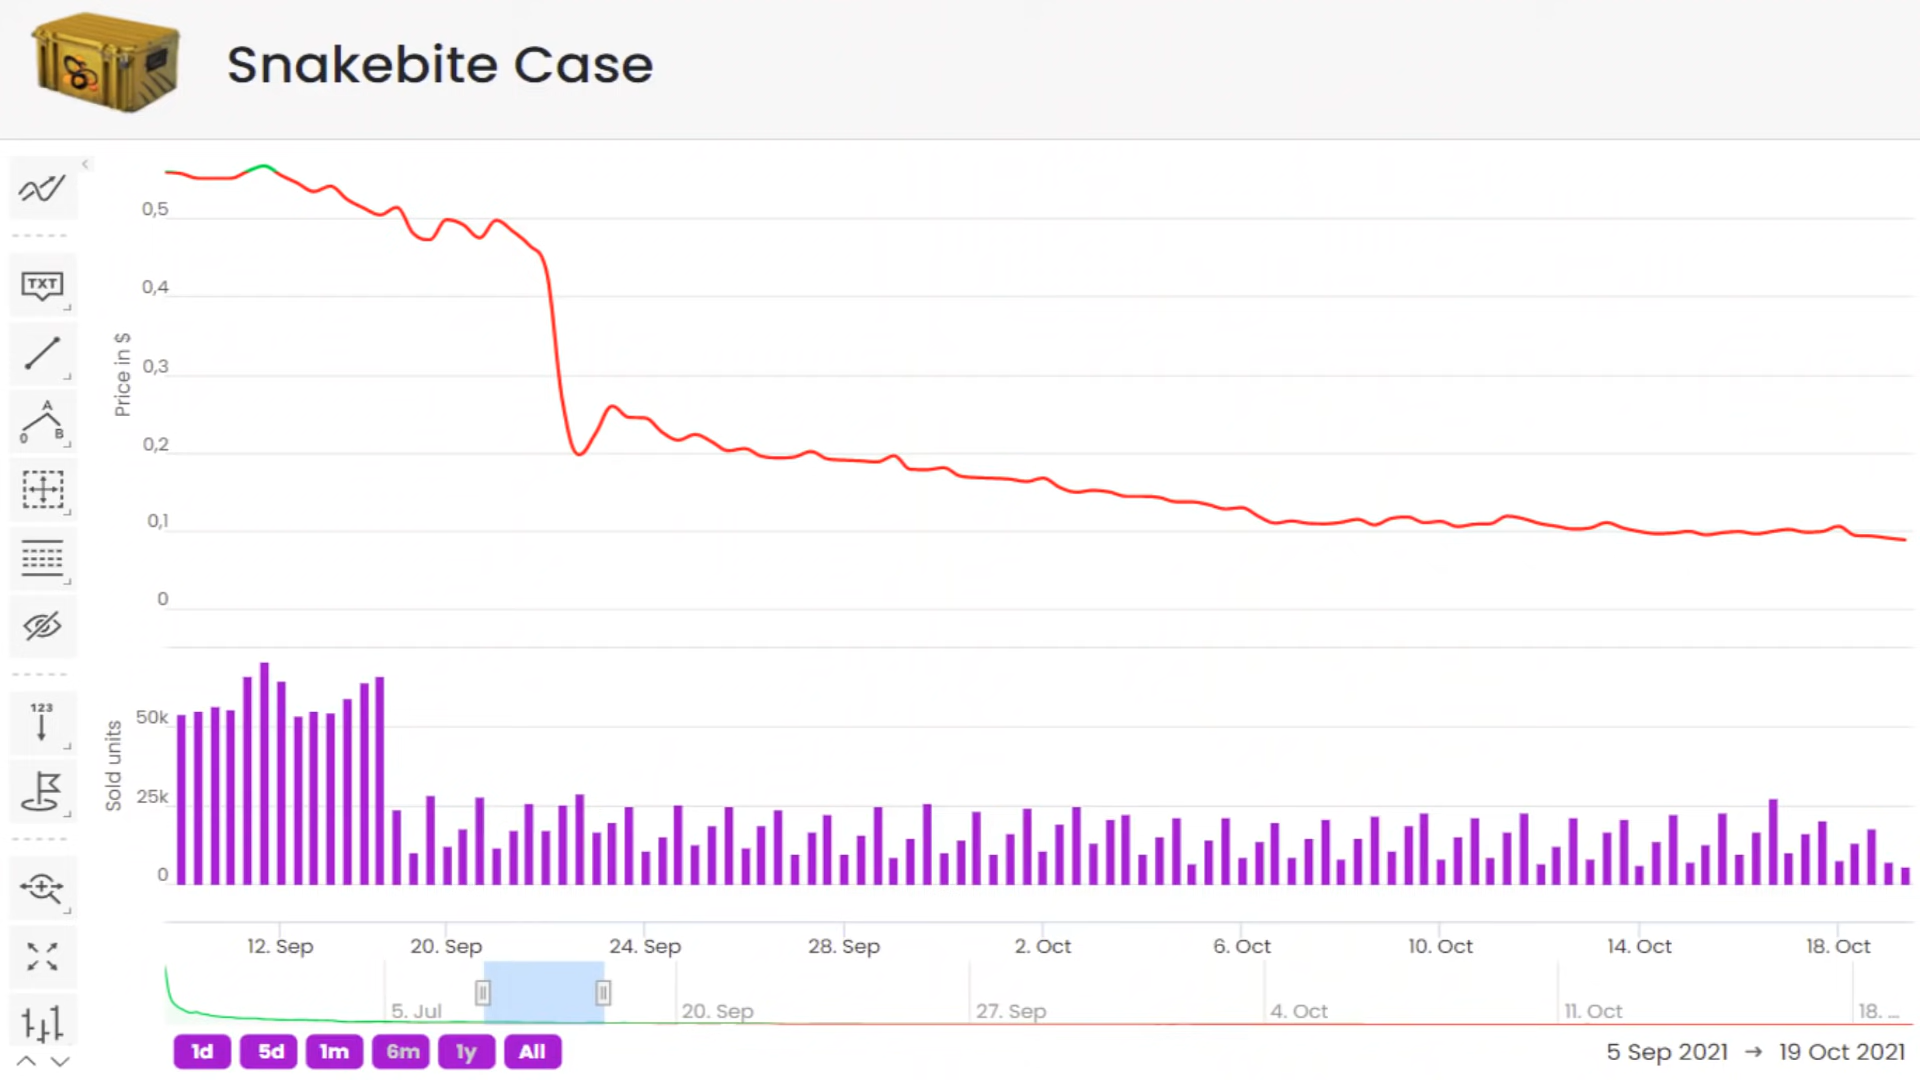 Snakebite Case
TXT
A
0 B
123
Price in $
0,5
0,4
0,3
0,2
0,1
0
Sold units
50k
25k
0
12. Sep 20. Sep 24. Sep 28. Sep 2. Oct 6. Oct 10. Oct 14. Oct 18. Oct
5. Jul 20. Sep 27. Sep 4. Oct 11. Oct 18. ...
1d 5d 1m 6m 1y All
5 Sep 2021 → 19 Oct 2021